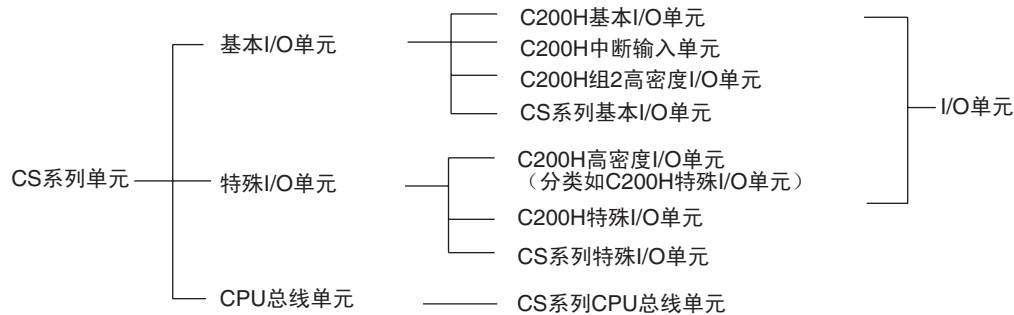 CS系列单元
基本I/O单元
C200H基本I/O单元
C200H中断输入单元
C200H组2高密度I/O单元
CS系列基本I/O单元
特殊I/O单元
C200H高密度I/O单元
（分类如C200H特殊I/O单元）
C200H特殊I/O单元
CS系列特殊I/O单元
CPU总线单元
CS系列CPU总线单元
I/O单元